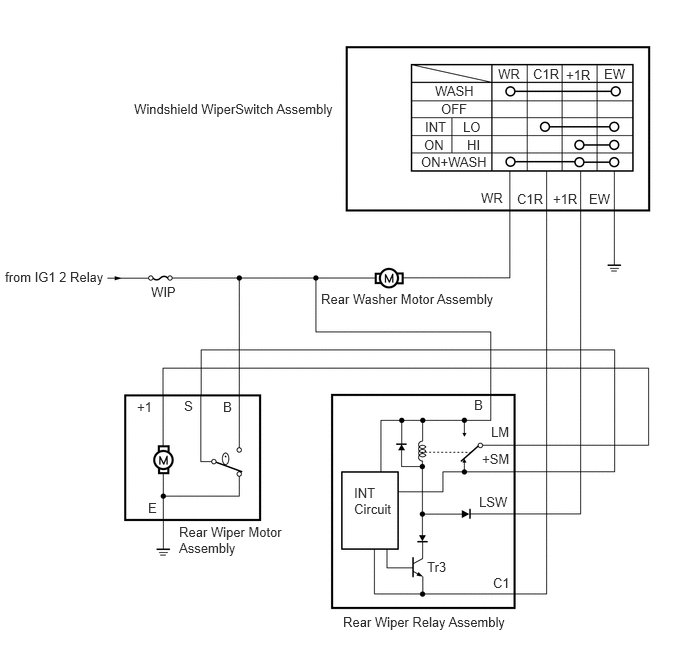 WR C1R +1R EW
WASH
Windshield WiperSwitch Assembly
OFF
INT LO
ON HI
ON+WASH
WR C1R +1R EW
from IG1 2 Relay
M
WIP
Rear Washer Motor Assembly
+1 S B
B
LM
M
+SM
INT
Circuit
LSW
E
Rear Wiper Motor
Assembly
Tr3
C1
Rear Wiper Relay Assembly